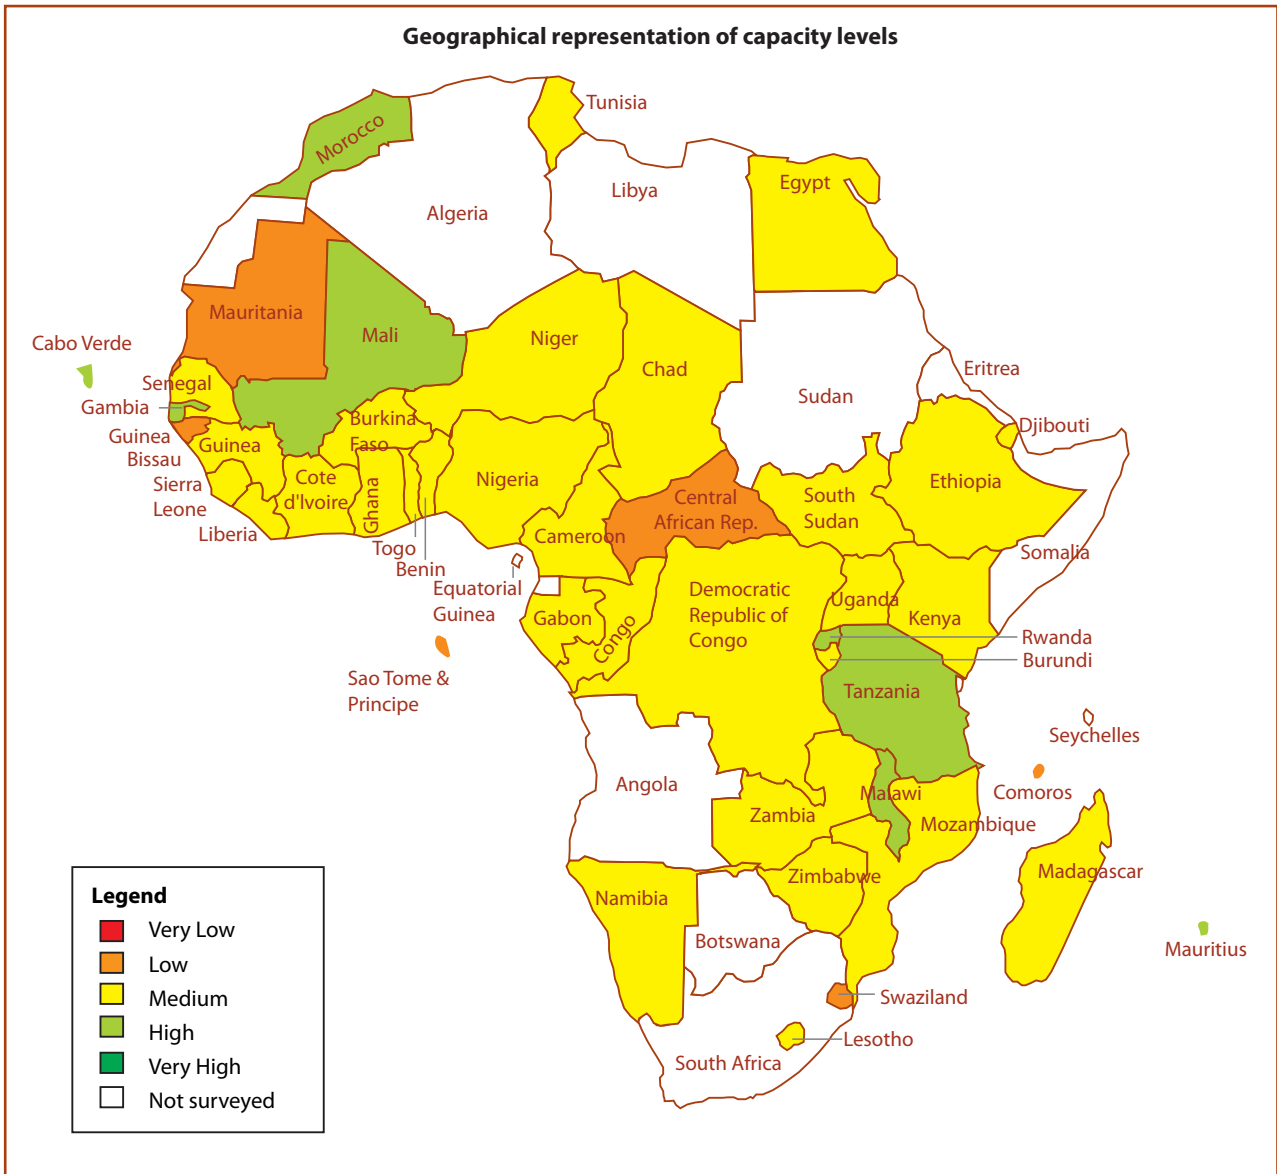 Geographical representation of capacity levels
Tunisia
Morocco
Libya
Egypt
Algeria
Mauritania
Mali
Niger
Cabo Verde
Chad
Eritrea
Senegal
Sudan
Gambia
Burkina
Faso
Djibouti
Guinea
Bissau
Guinea
Nigeria
Ethiopia
Cote
d'Ivoire
Ghana
Central
African Rep.
South
Sudan
Sierra
Leone
Liberia
Cameroon
Togo
Benin
Somalia
Equatorial
Guinea
Democratic
Republic of
Congo
Uganda
Kenya
Gabon
Congo
Rwanda
Burundi
Sao Tome &
Principe
Tanzania
Seychelles
Angola
Malawi
Comoros
Zambia
Mozambique
Zimbabwe
Madagascar
Namibia
Botswana
Mauritius
Swaziland
Lesotho
South Africa
Legend
Very Low
Low
Medium
High
Very High
Not surveyed